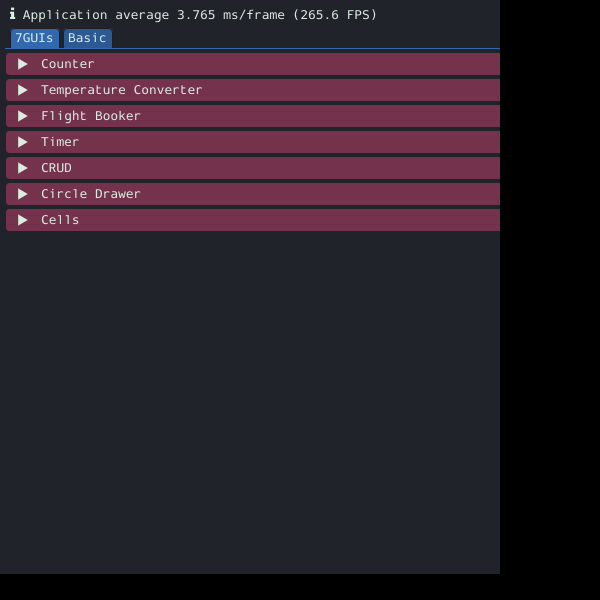 Application average 3.765 ms/frame (265.6 FPS)
7GUIs Basic
Counter
Temperature Converter
Flight Booker
Timer
CRUD
Circle Drawer
Cells